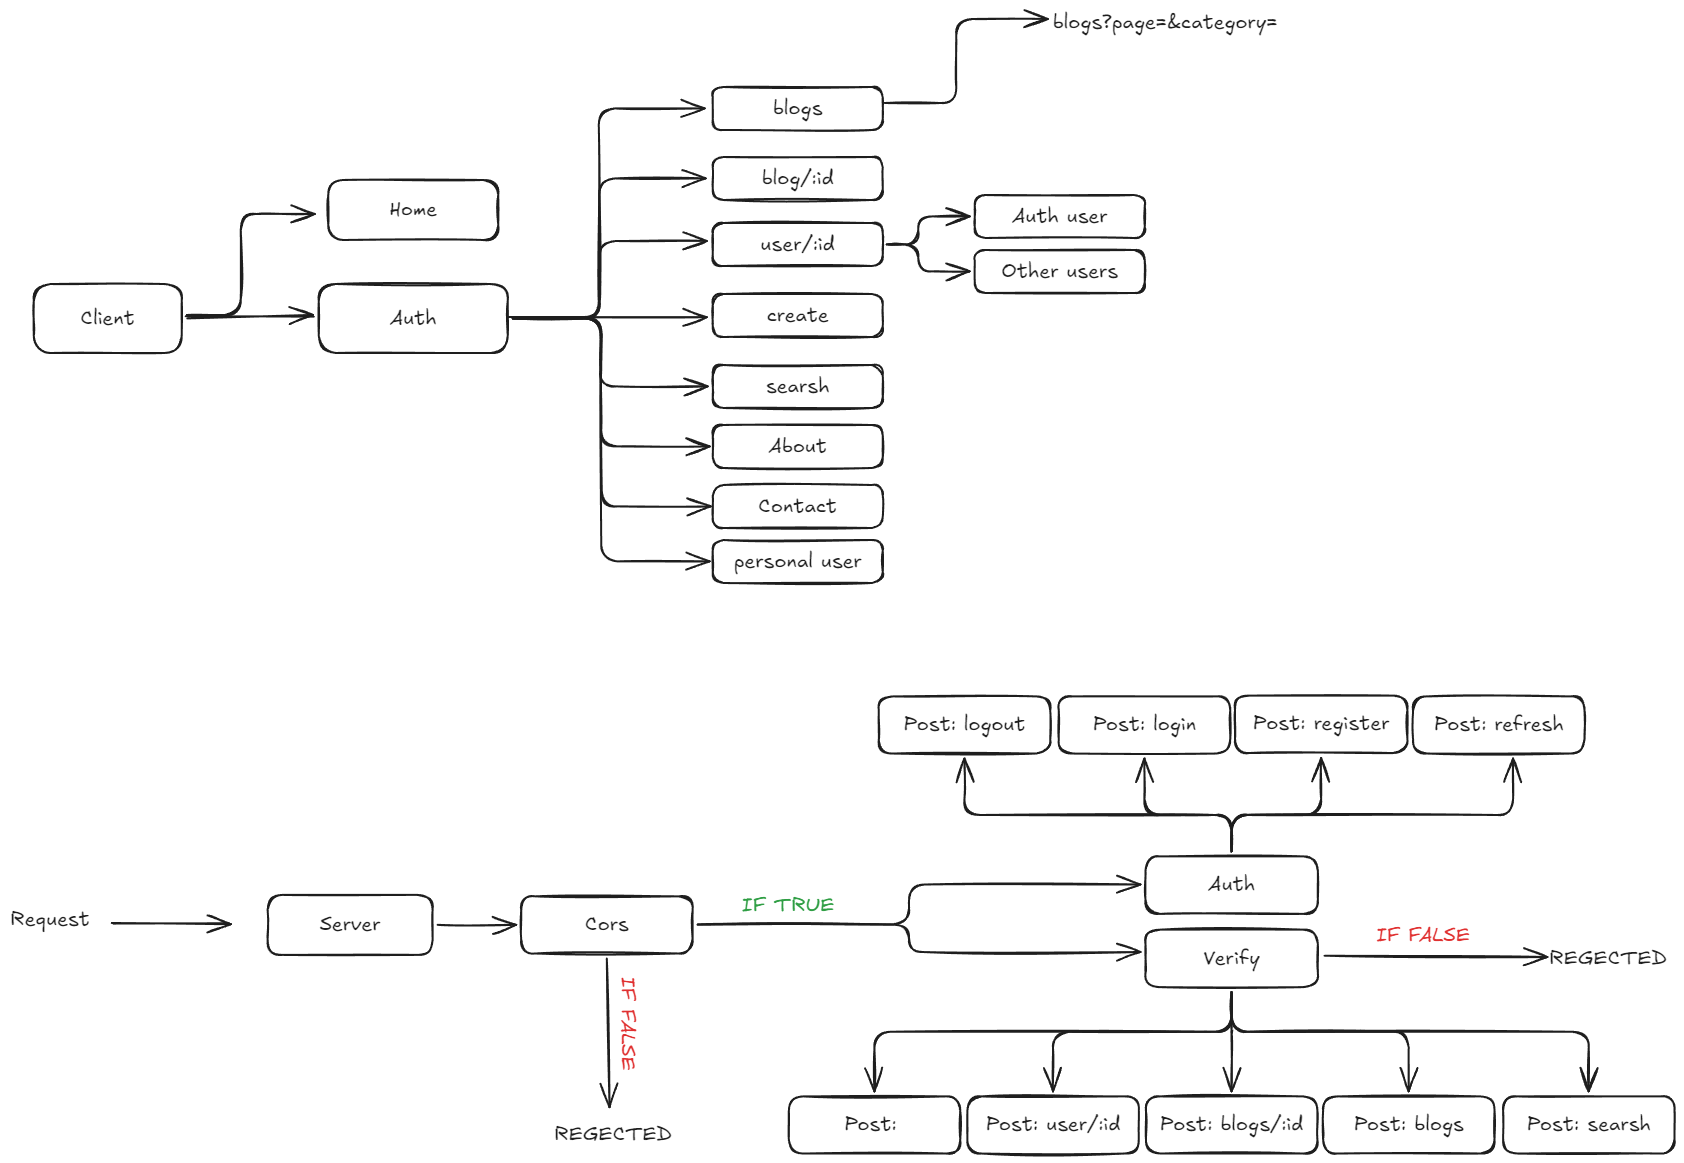 blogs?page=&category=
blogs
blog/:id
Home
Auth user
user/:id
Other users
Client
Auth
create
searsh
About
Contact
personal user
Post: logout
Post: login
Post: register
Post: refresh
Auth
IF TRUE
Request
Server
Cors
IF FALSE
Verify
REGECTED
IF FALSE
REGECTED
Post:
Post: user/:id
Post: blogs/:id
Post: blogs
Post: searsh